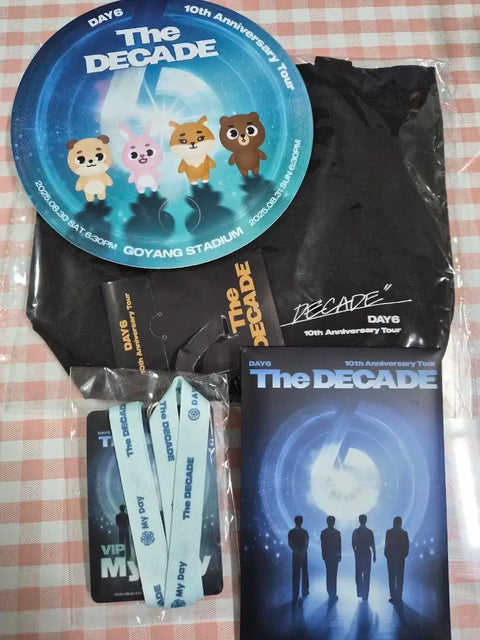 DAY6
10th Anniversary Tour
The
DECADE
2025.08.30 SAT 6:30PM
GOYANG STADIUM
2025.08.31 SUN 6:30PM
DECADE"
DAY6
10th Anniversary Tour
DAY6
10th Anniversary Tour
The
DECADE
DAY6
10th Anniversary Tour
The DECADE
The DECADE
The DECADE
The DECADE
My Day
My Day
VIP
My